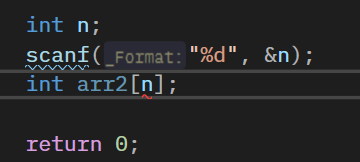 int n;
scanf(_Format:"%d", &n);
int arr2[n];
return 0;